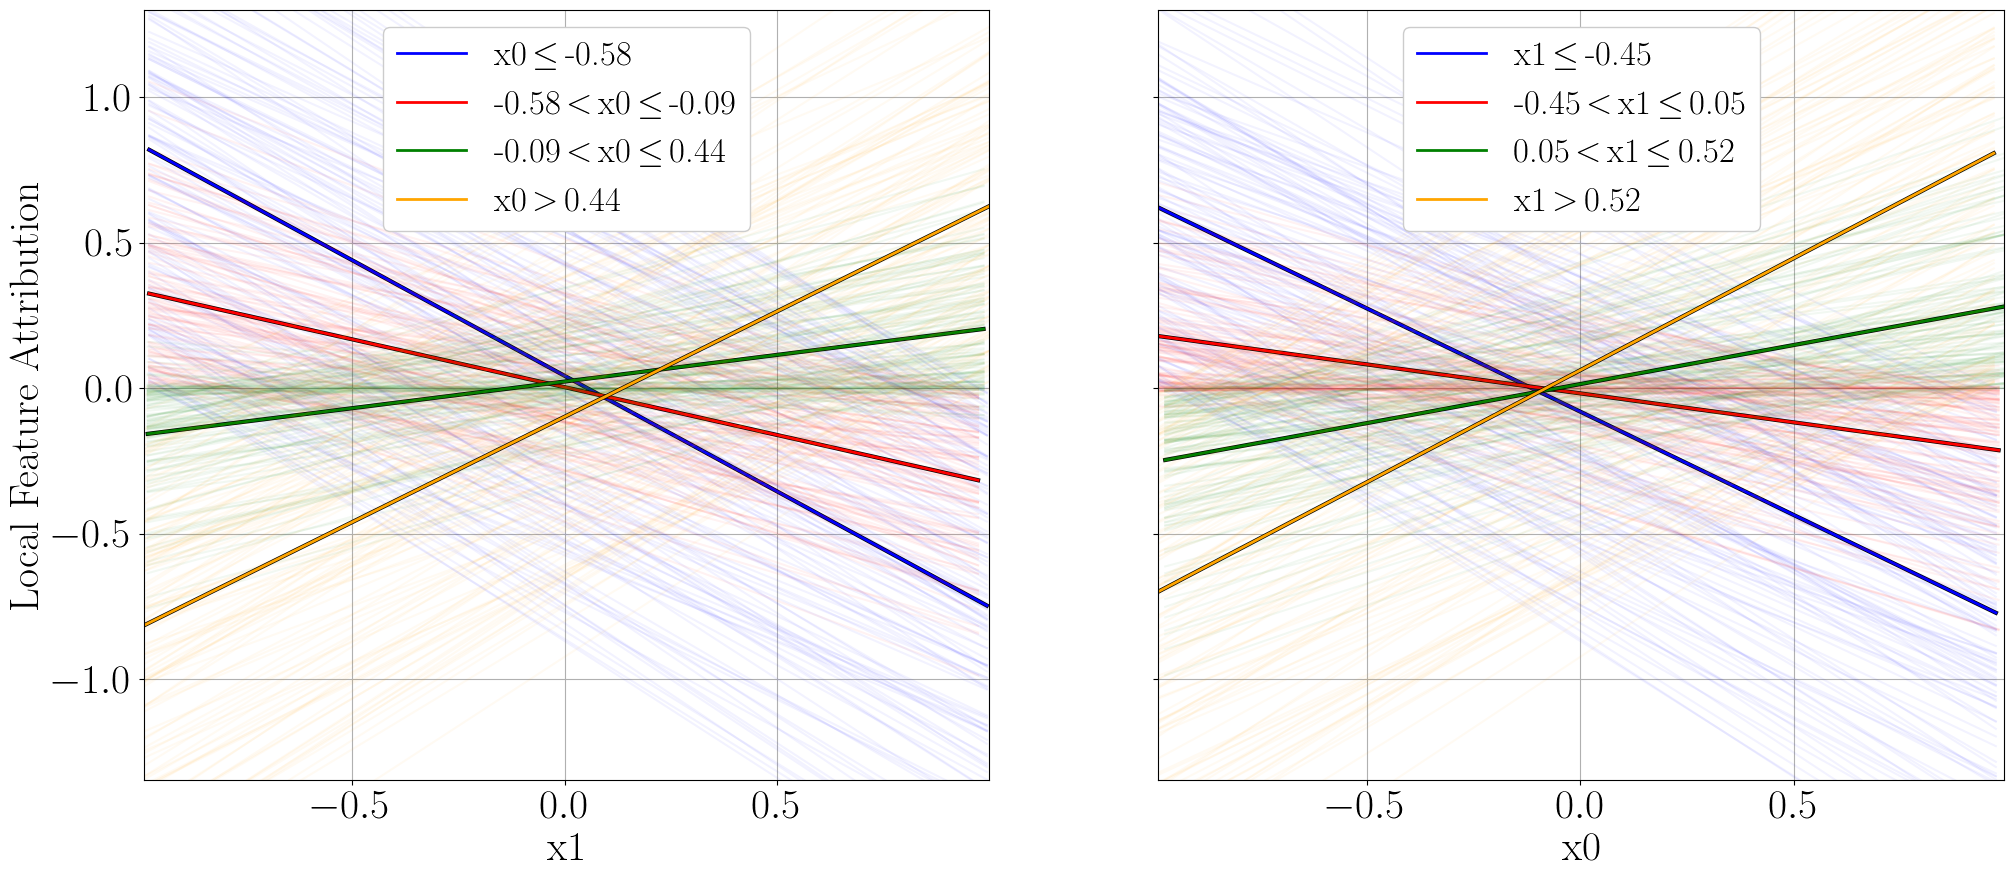 Local Feature Attribution
1.0
0.5
0.0
−0.5
−1.0
x0 ≤ -0.58
-0.58 < x0 ≤ -0.09
-0.09 < x0 ≤ 0.44
x0 > 0.44
−0.5 0.0 0.5
x1
x1 ≤ -0.45
-0.45 < x1 ≤ 0.05
0.05 < x1 ≤ 0.52
x1 > 0.52
−0.5 0.0 0.5
x0